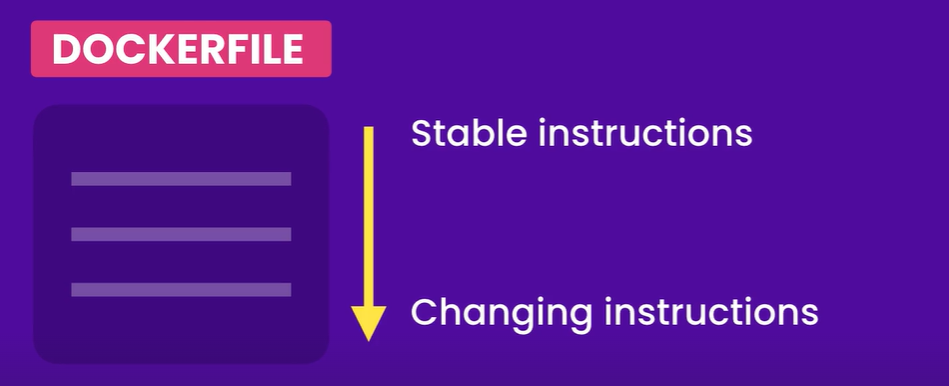 DOCKERFILE
Stable instructions
Changing instructions